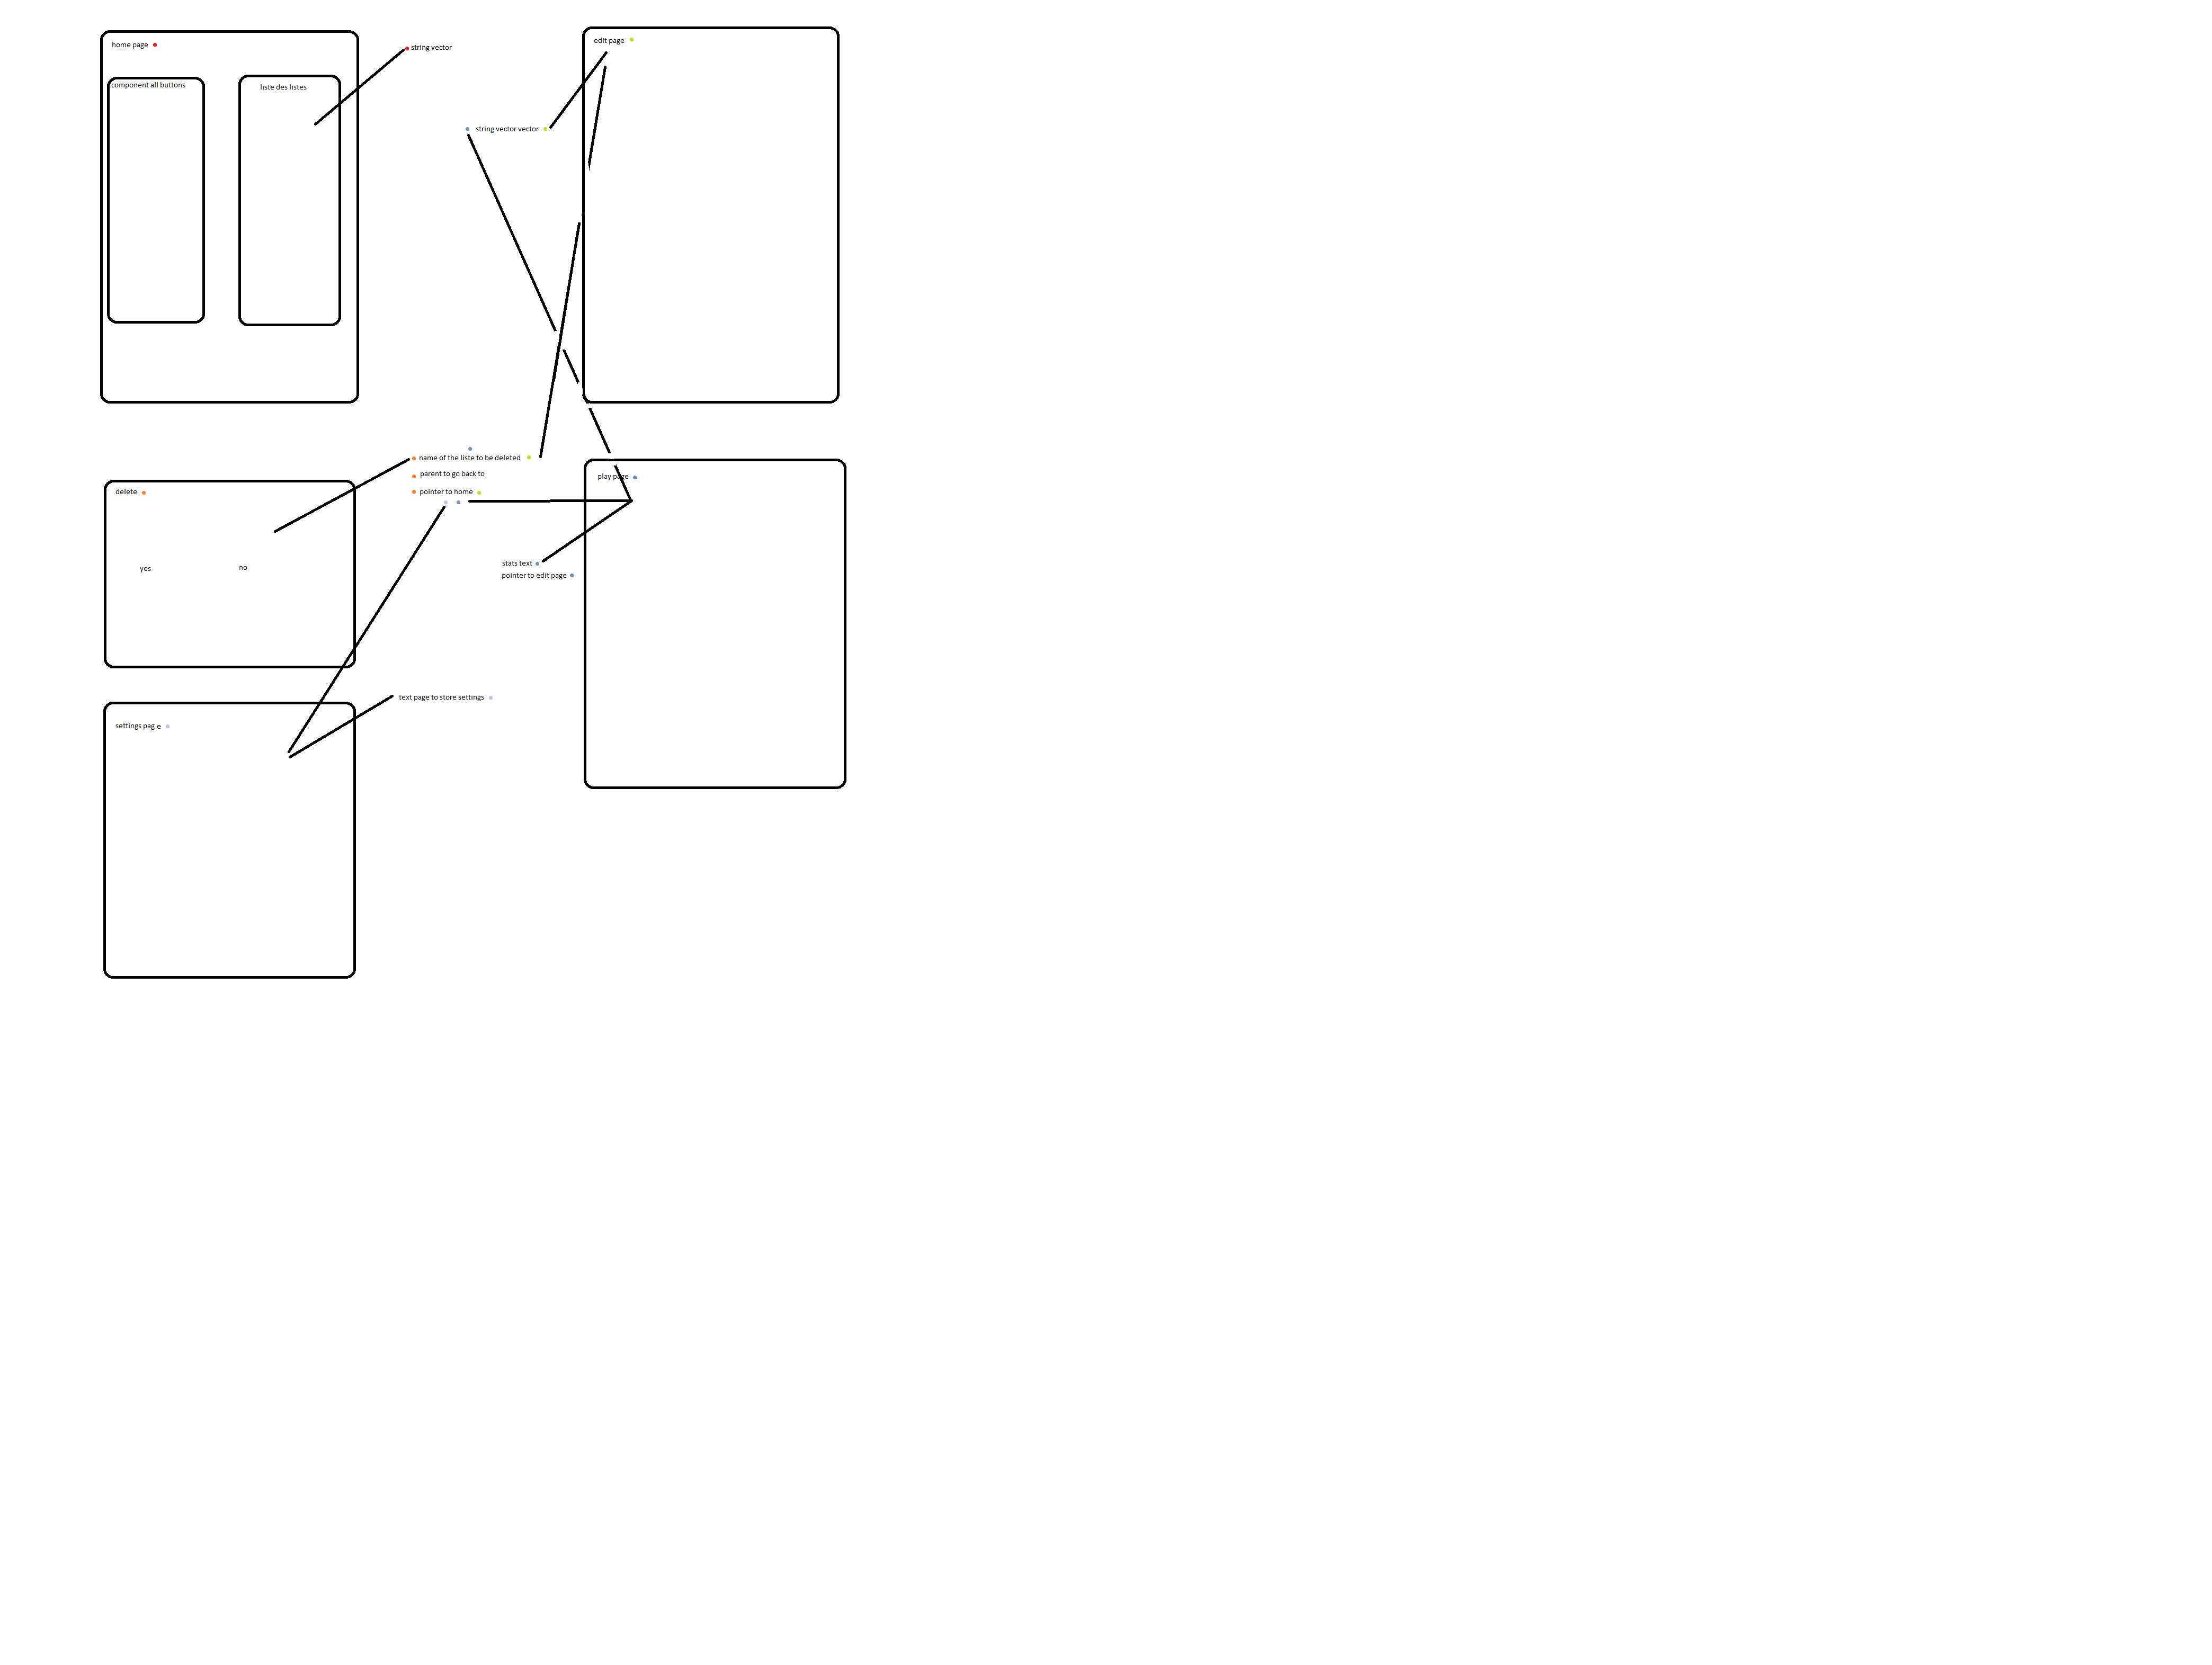 home page
string vector
edit page
component all buttons
liste des listes
string vector vector
name of the liste to be deleted
parent to go back to
pointer to home
delete
play page
yes
no
stats text
pointer to edit page
text page to store settings
settings pag e